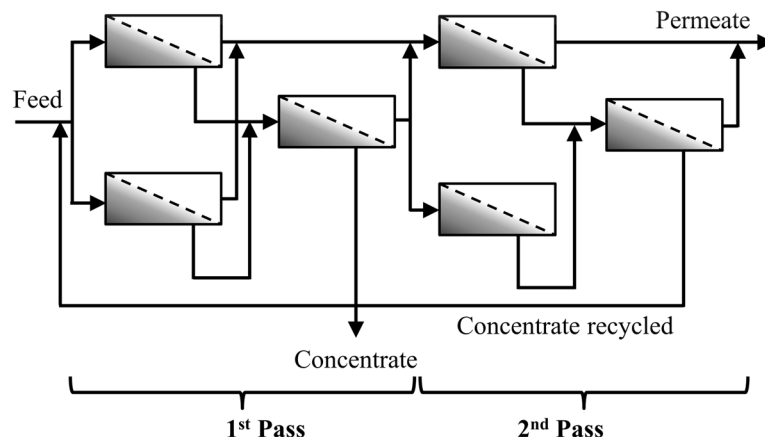 Permeate
Feed
Concentrate recycled
Concentrate
1st Pass
2nd Pass